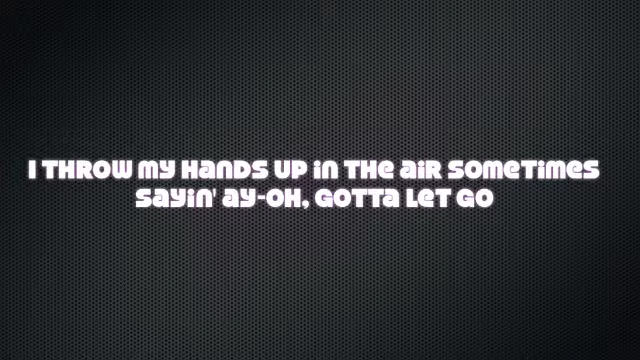 I THROW MY HANDS UP IN THE AIR SOMETIMES
SAYIN' AY-OH, GOTTA LET GO